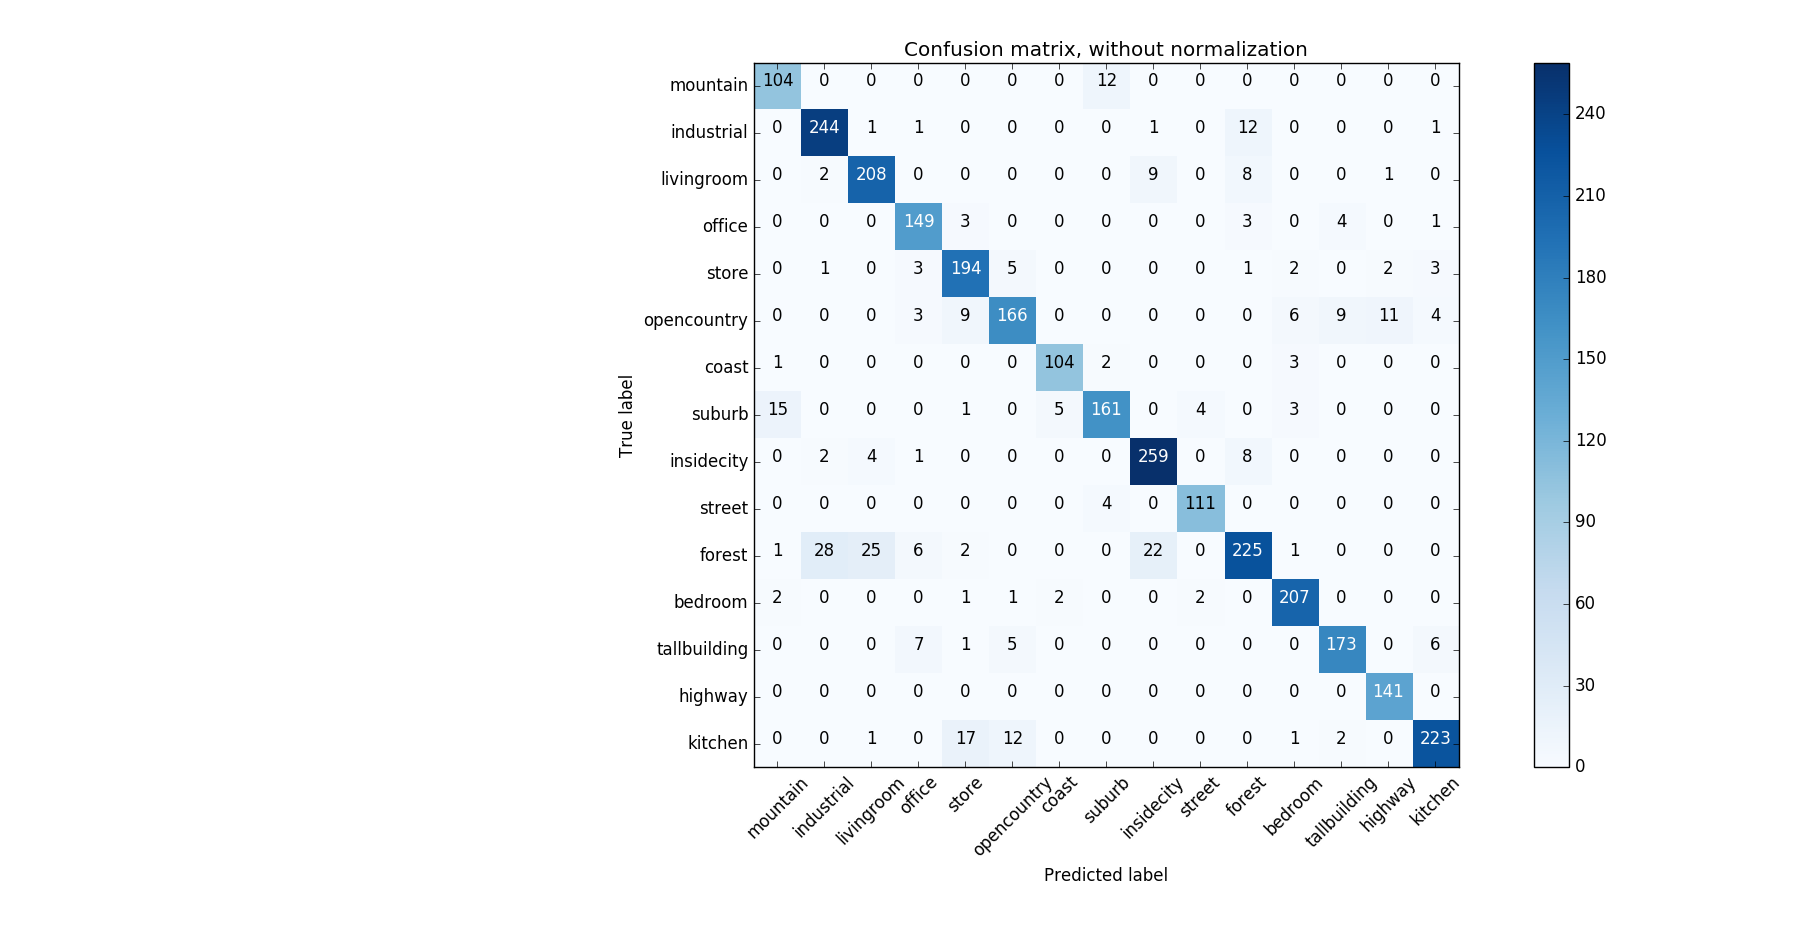 Confusion matrix, without normalization
mountain 104 0 0 0 0 0 0 12 0 0 0 0 0 0 0
industrial 0 244 1 1 0 0 0 0 1 0 12 0 0 0 1
livingroom 0 2 208 0 0 0 0 0 9 0 8 0 0 1 0
office 0 0 0 149 3 0 0 0 0 0 3 0 4 0 1
store 0 1 0 3 194 5 0 0 0 0 1 2 0 2 3
opencountry 0 0 0 3 9 166 0 0 0 0 0 6 9 11 4
coast 1 0 0 0 0 0 104 2 0 0 0 3 0 0 0
suburb 15 0 0 0 1 0 5 161 0 4 0 3 0 0 0
insidecity 0 2 4 1 0 0 0 0 259 0 8 0 0 0 0
street 0 0 0 0 0 0 0 4 0 111 0 0 0 0 0
forest 1 28 25 6 2 0 0 0 22 0 225 1 0 0 0
bedroom 2 0 0 0 1 1 2 0 0 2 0 207 0 0 0
tallbuilding 0 0 0 7 1 5 0 0 0 0 0 0 173 0 6
highway 0 0 0 0 0 0 0 0 0 0 0 0 0 141 0
kitchen 0 0 1 0 17 12 0 0 0 0 0 1 2 0 223
True label
mountain industrial livingroom office store opencountry coast suburb insidecity street forest bedroom tallbuilding highway kitchen
Predicted label
240
210
180
150
120
90
60
30
0